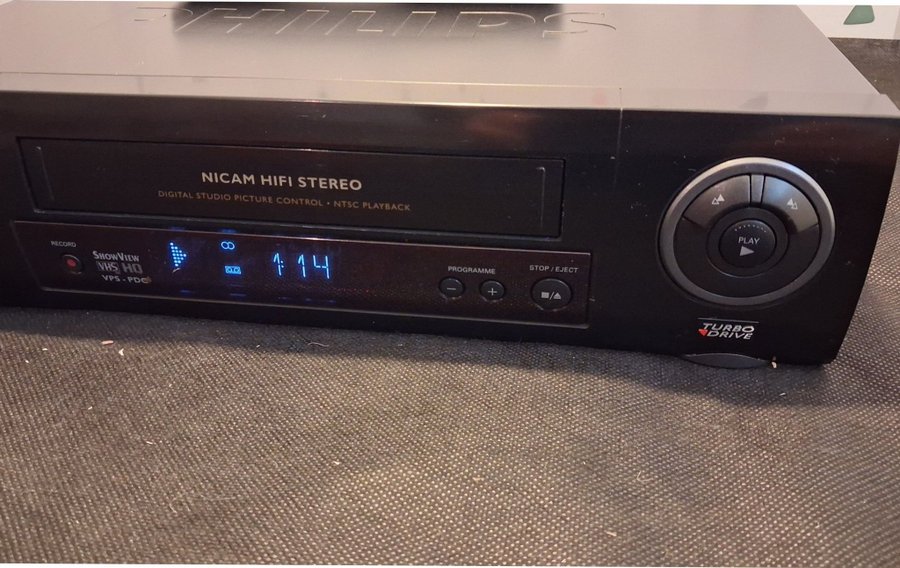 PHILIPS
NICAM HIFI STEREO
DIGITAL STUDIO PICTURE CONTROL • NTSC PLAYBACK
RECORD
SHOWVIEW
VHS HQ
VPS - PDC
1:14
PROGRAMME
− +
STOP / EJECT
PLAY
TURBO
DRIVE